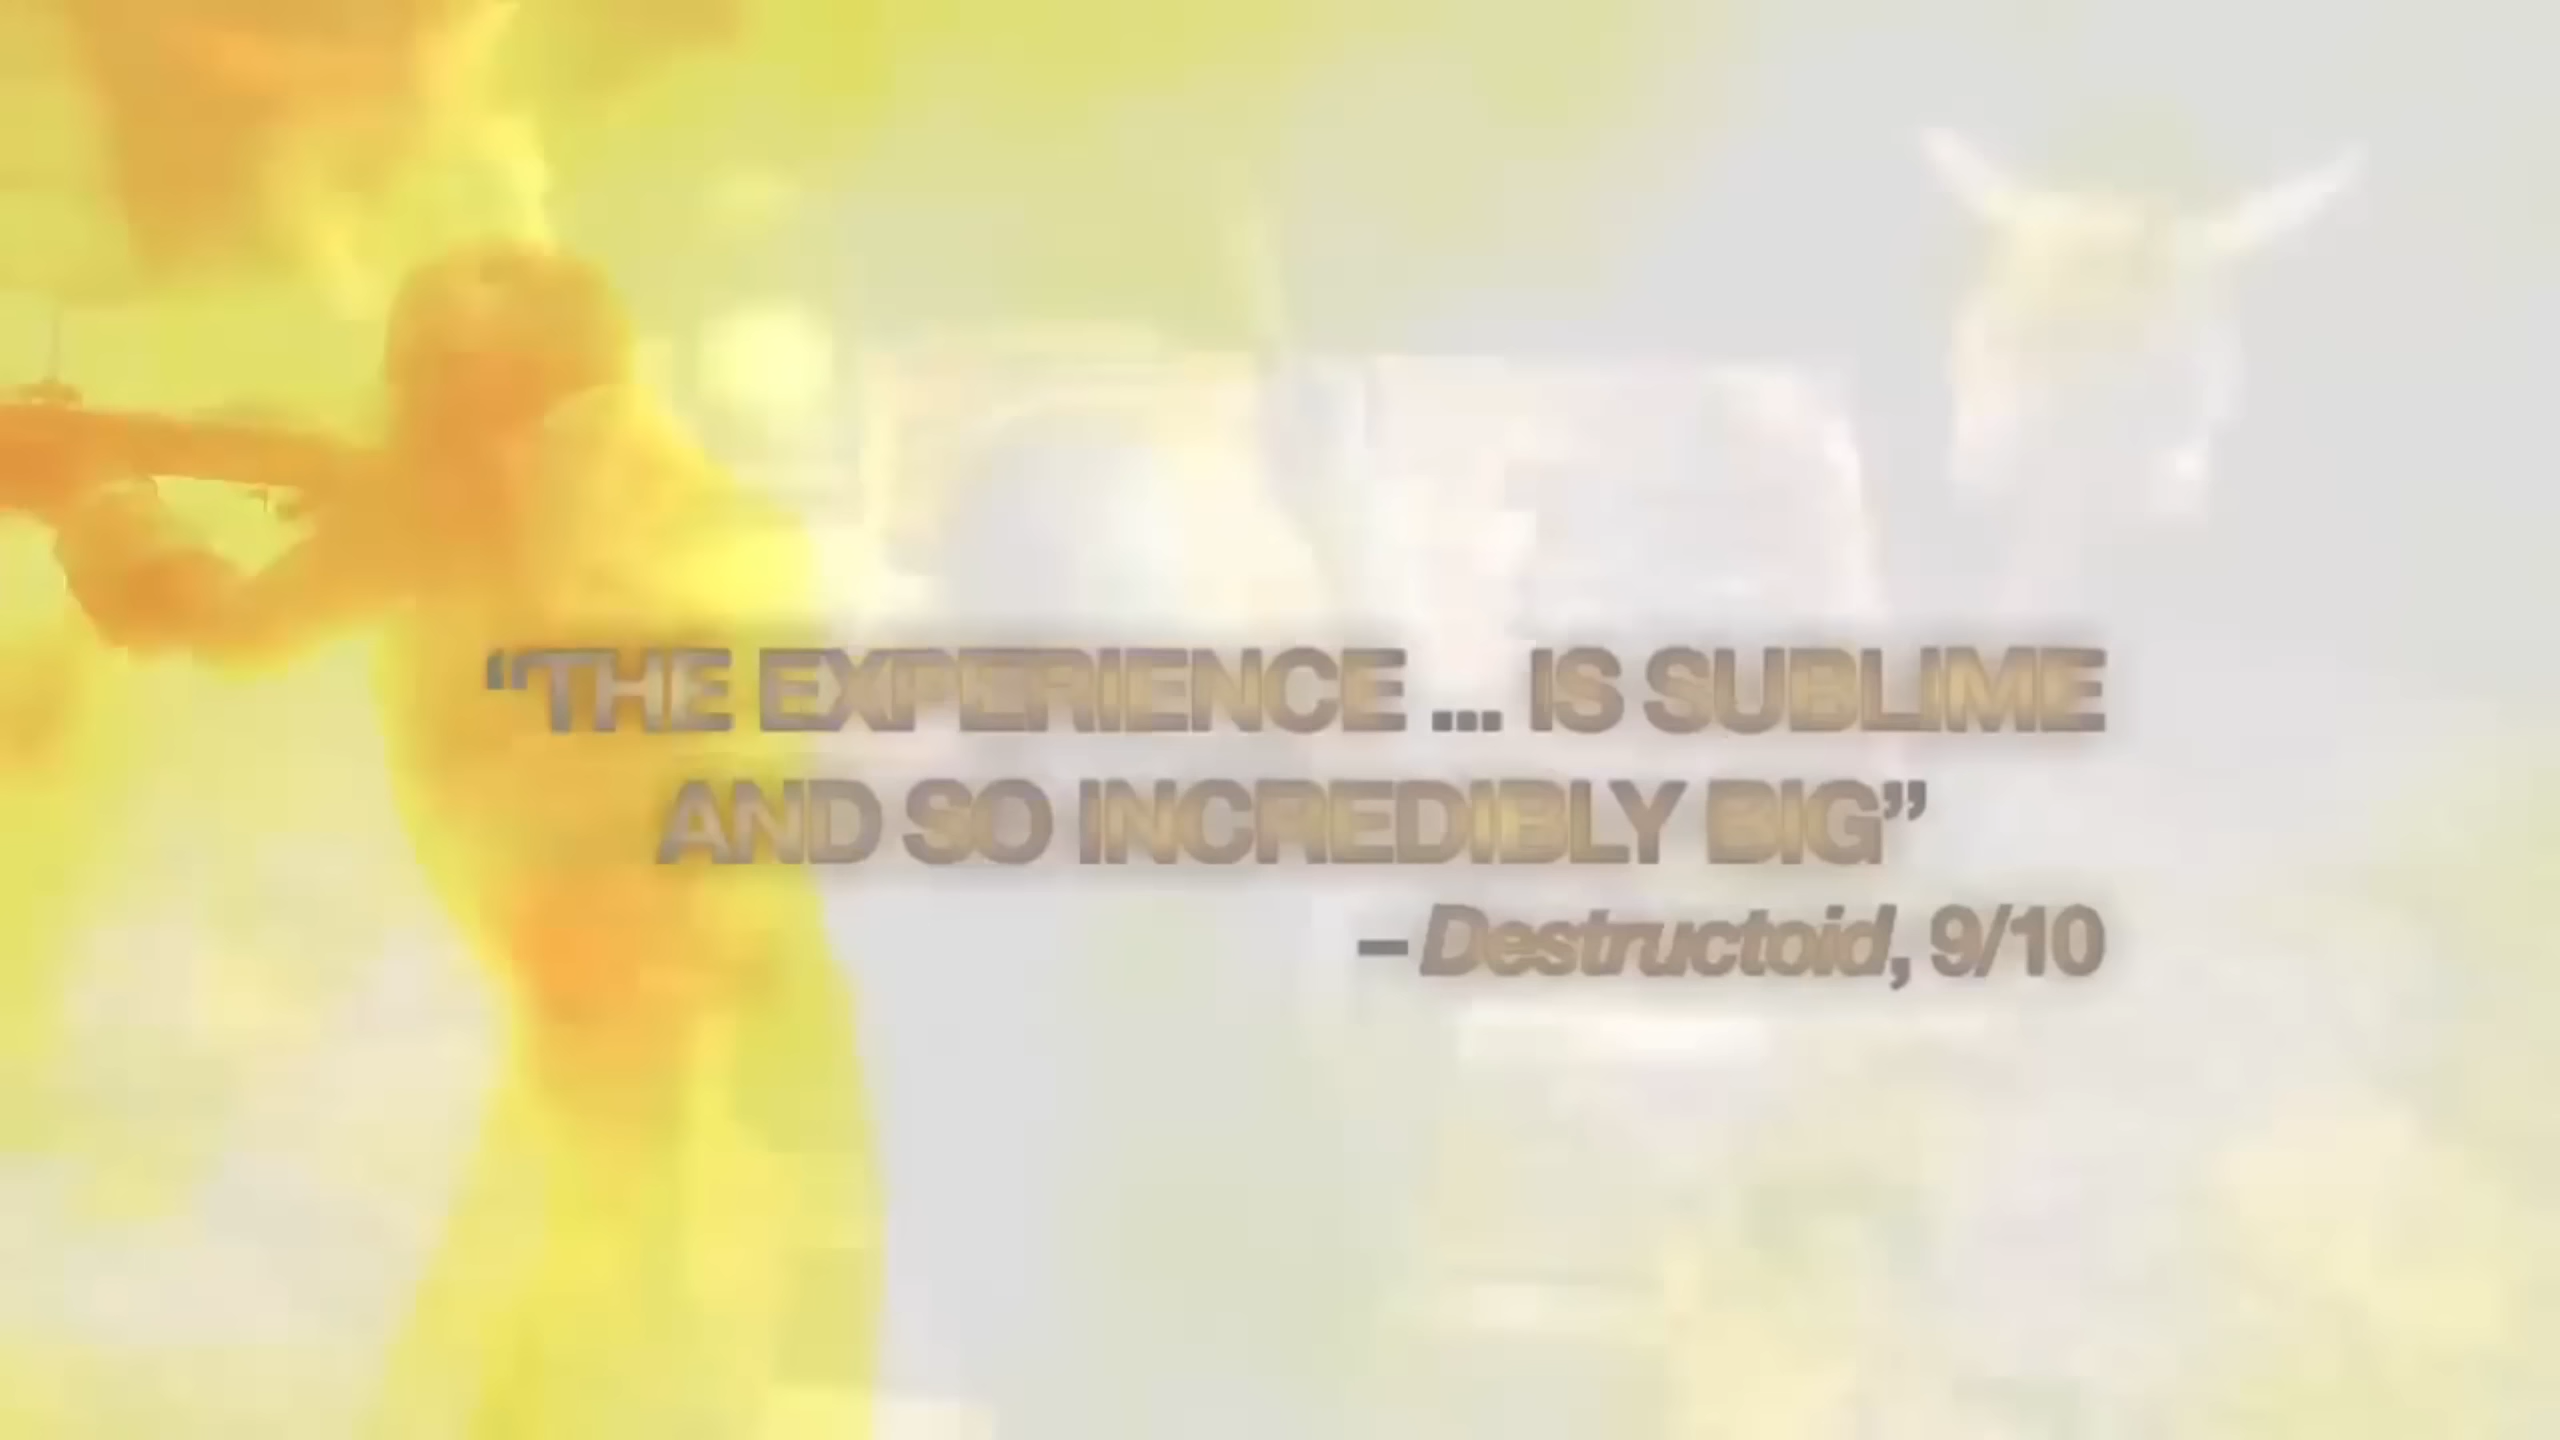 “THE EXPERIENCE ... IS SUBLIME
AND SO INCREDIBLY BIG”
– Destructoid, 9/10